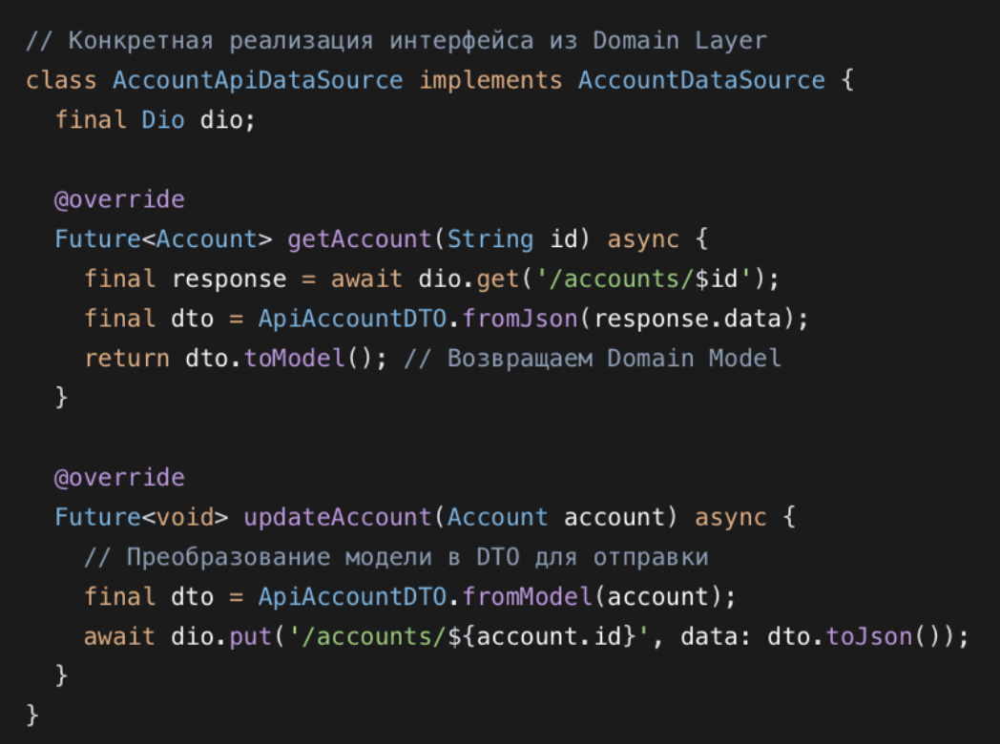 // Конкретная реализация интерфейса из Domain Layer
class AccountApiDataSource implements AccountDataSource {
  final Dio dio;

  @override
  Future<Account> getAccount(String id) async {
    final response = await dio.get('/accounts/$id');
    final dto = ApiAccountDTO.fromJson(response.data);
    return dto.toModel(); // Возвращаем Domain Model
  }

  @override
  Future<void> updateAccount(Account account) async {
    // Преобразование модели в DTO для отправки
    final dto = ApiAccountDTO.fromModel(account);
    await dio.put('/accounts/${account.id}', data: dto.toJson());
  }
}